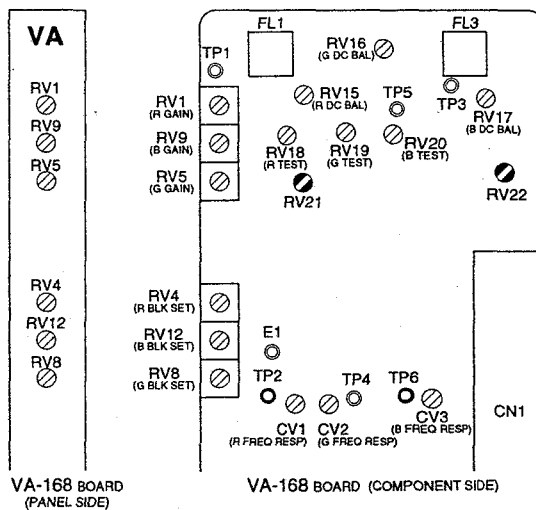 VA
RV1
RV9
RV5
RV4
RV12
RV8
VA-168 BOARD
(PANEL SIDE)
FL1
FL3
RV16
(G DC BAL)
TP1
RV15
(R DC BAL)
TP5
TP3
RV17
(B DC BAL)
RV1
(R GAIN)
RV9
(B GAIN)
RV5
(G GAIN)
RV18
(R TEST)
RV19
(G TEST)
RV20
(B TEST)
RV21
RV22
RV4
(R BLK SET)
RV12
(B BLK SET)
RV8
(G BLK SET)
E1
TP2
TP4
TP6
CV1
(R FREQ RESP)
CV2
(G FREQ RESP)
CV3
(B FREQ RESP)
CN1
VA-168 BOARD (COMPONENT SIDE)